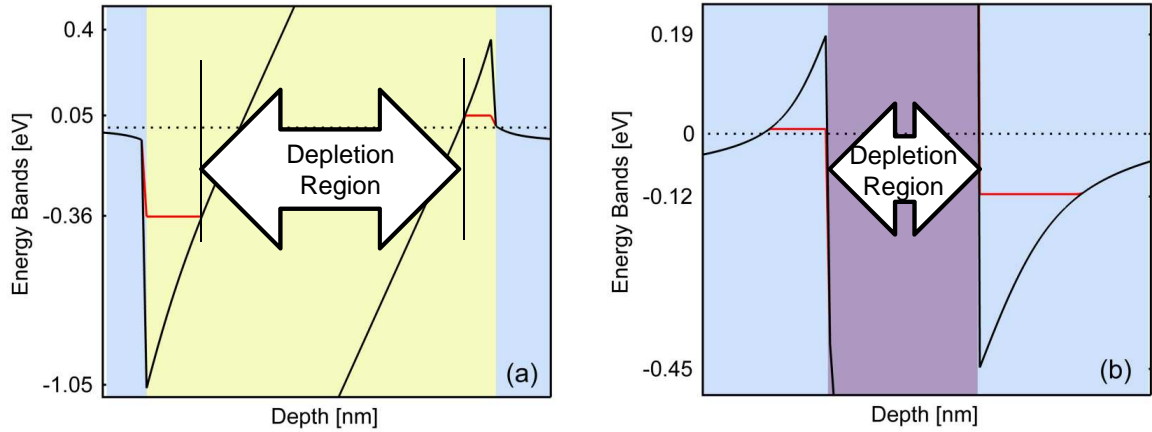 0.4
0.05
-0.36
-1.05
Energy Bands [eV]
Depletion
Region
(a)
Depth [nm]
0.19
0
-0.12
-0.45
Energy Bands [eV]
Depletion
Region
(b)
Depth [nm]